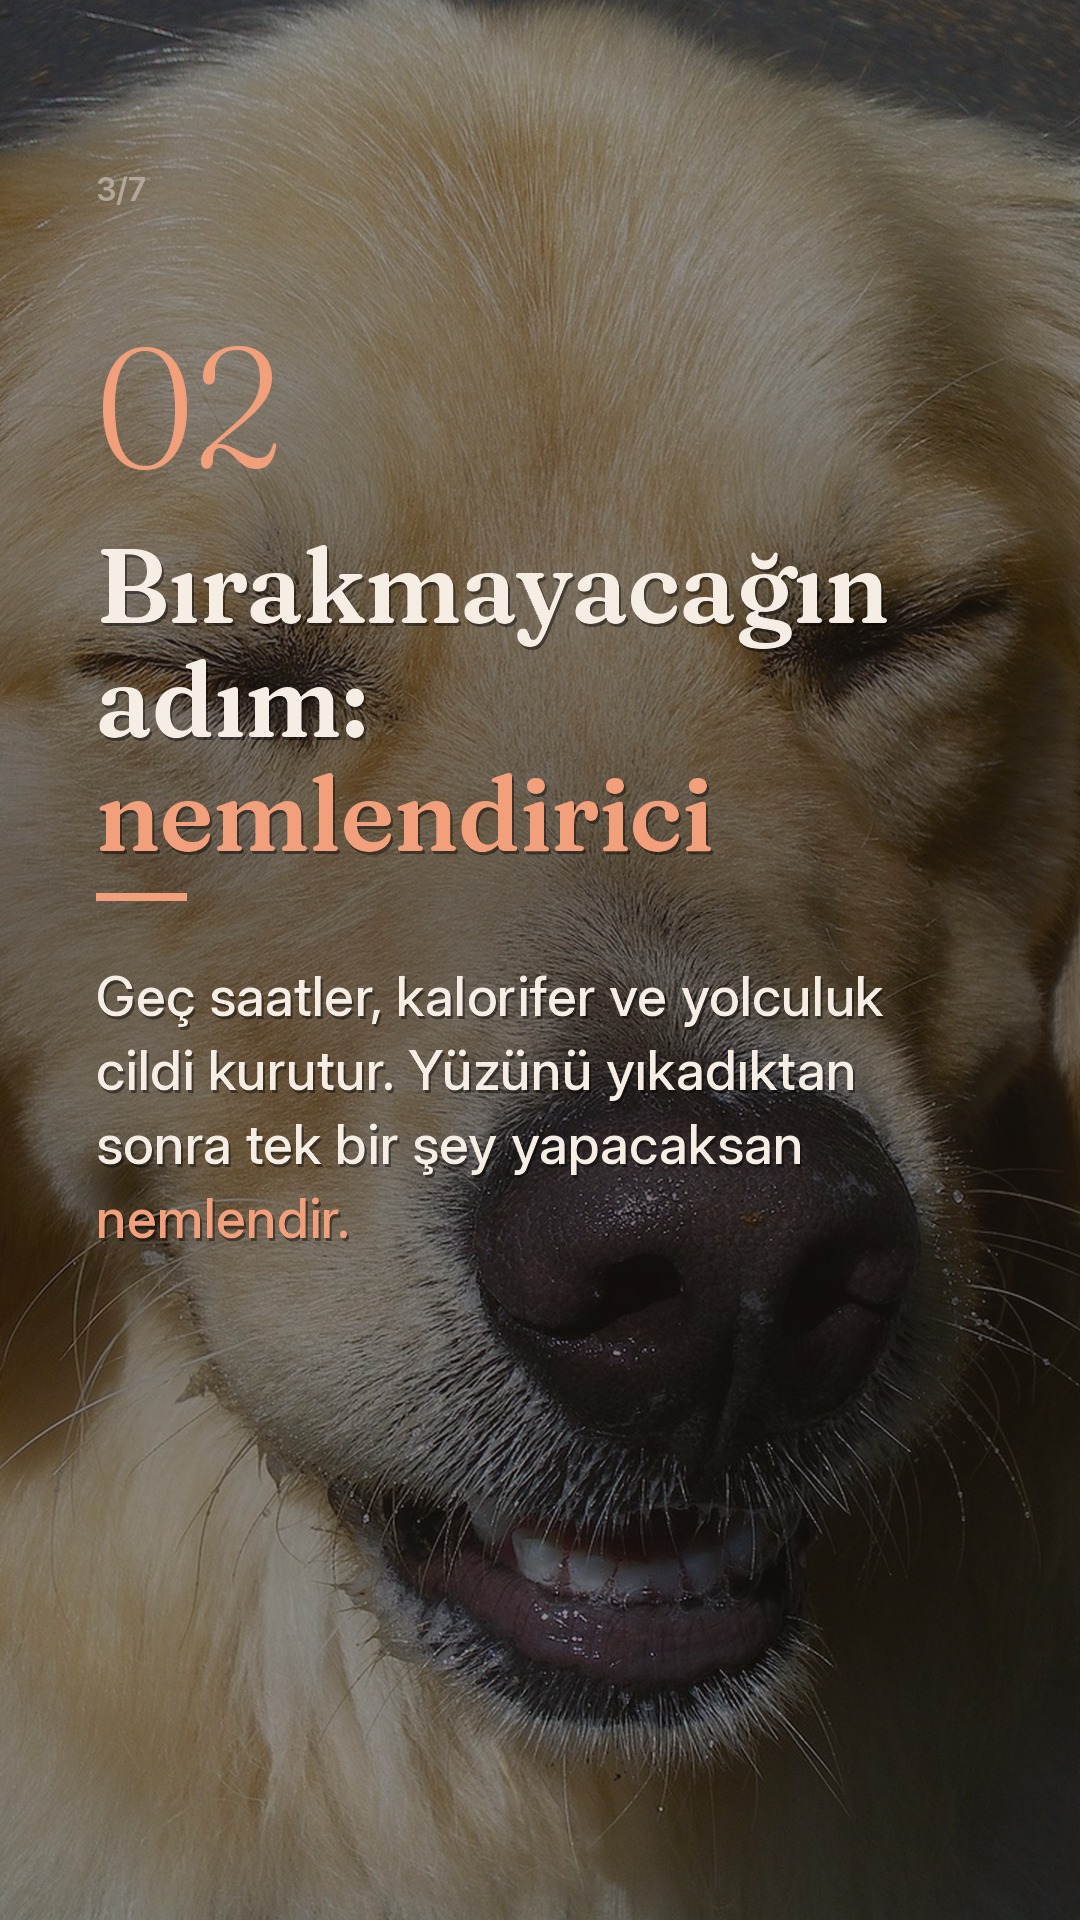 3/7
02
Bırakmayacağın
adım:
nemlendirici
Geç saatler, kalorifer ve yolculuk
cildi kurutur. Yüzünü yıkadıktan
sonra tek bir şey yapacaksan
nemlendir.